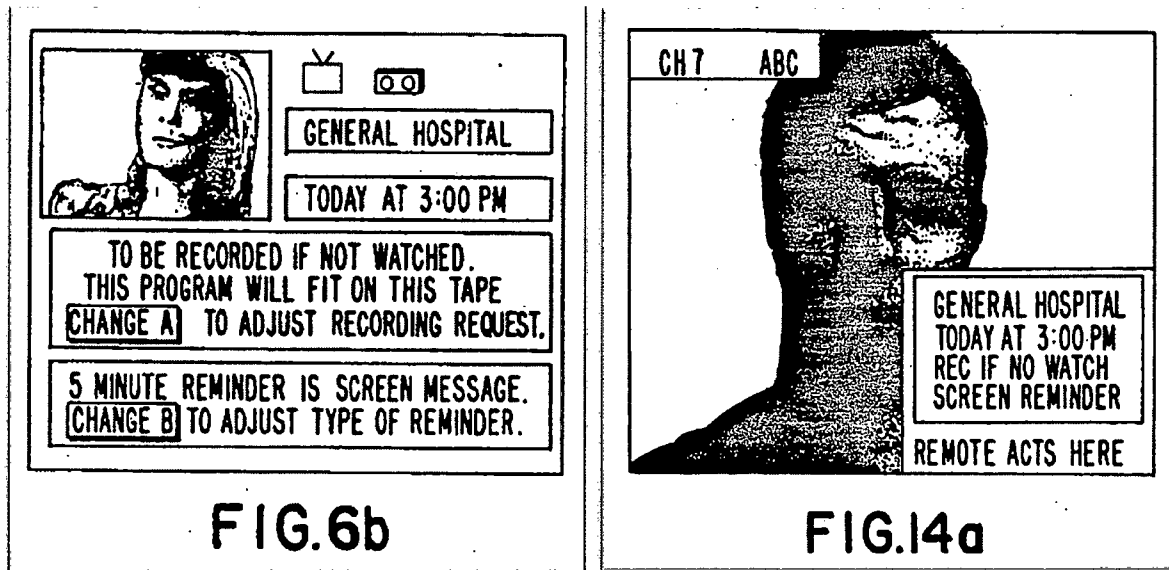 GENERAL HOSPITAL
TODAY AT 3:00 PM
TO BE RECORDED IF NOT WATCHED.
THIS PROGRAM WILL FIT ON THIS TAPE
CHANGE A TO ADJUST RECORDING REQUEST.
5 MINUTE REMINDER IS SCREEN MESSAGE.
CHANGE B TO ADJUST TYPE OF REMINDER.
FIG.6b
CH 7 ABC
GENERAL HOSPITAL
TODAY AT 3:00 PM
REC IF NO WATCH
SCREEN REMINDER
REMOTE ACTS HERE
FIG.14a